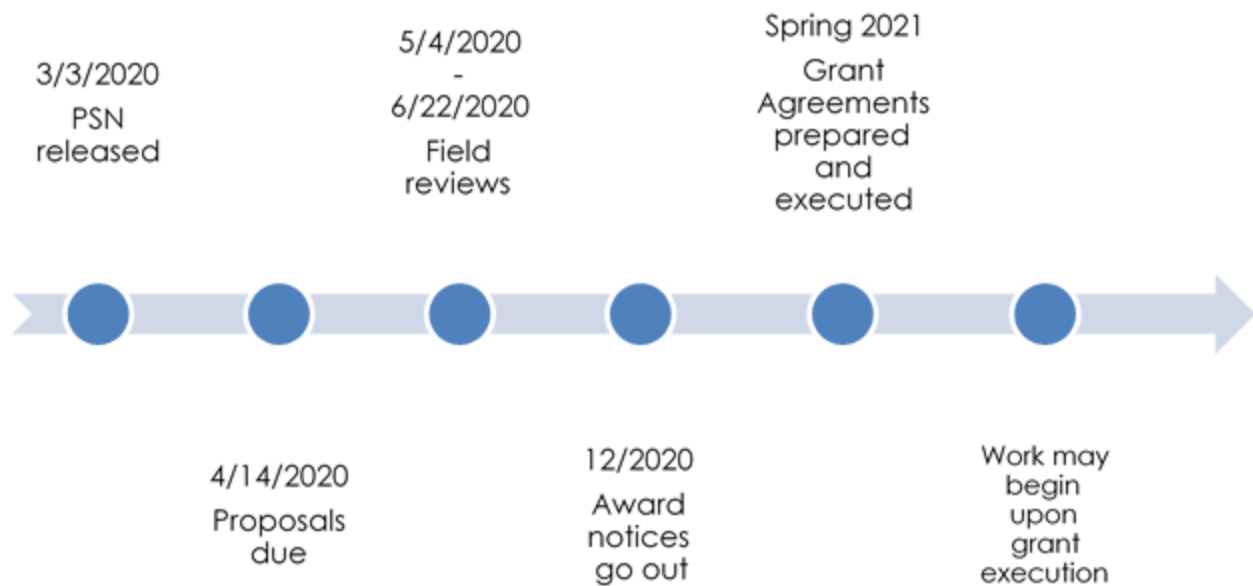 3/3/2020
PSN
released
4/14/2020
Proposals
due
5/4/2020
-
6/22/2020
Field
reviews
12/2020
Award
notices
go out
Spring 2021
Grant
Agreements
prepared
and
executed
Work may
begin
upon
grant
execution